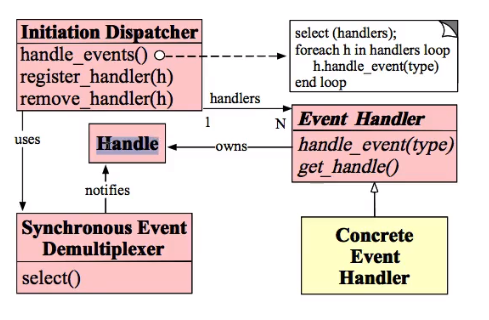 Initiation Dispatcher
handle_events()
register_handler(h)
remove_handler(h)
select (handlers);
foreach h in handlers loop
h.handle_event(type)
end loop
handlers
1
N
uses
Handle
owns
Event Handler
handle_event(type)
get_handle()
notifies
Synchronous Event
Demultiplexer
select()
Concrete
Event
Handler